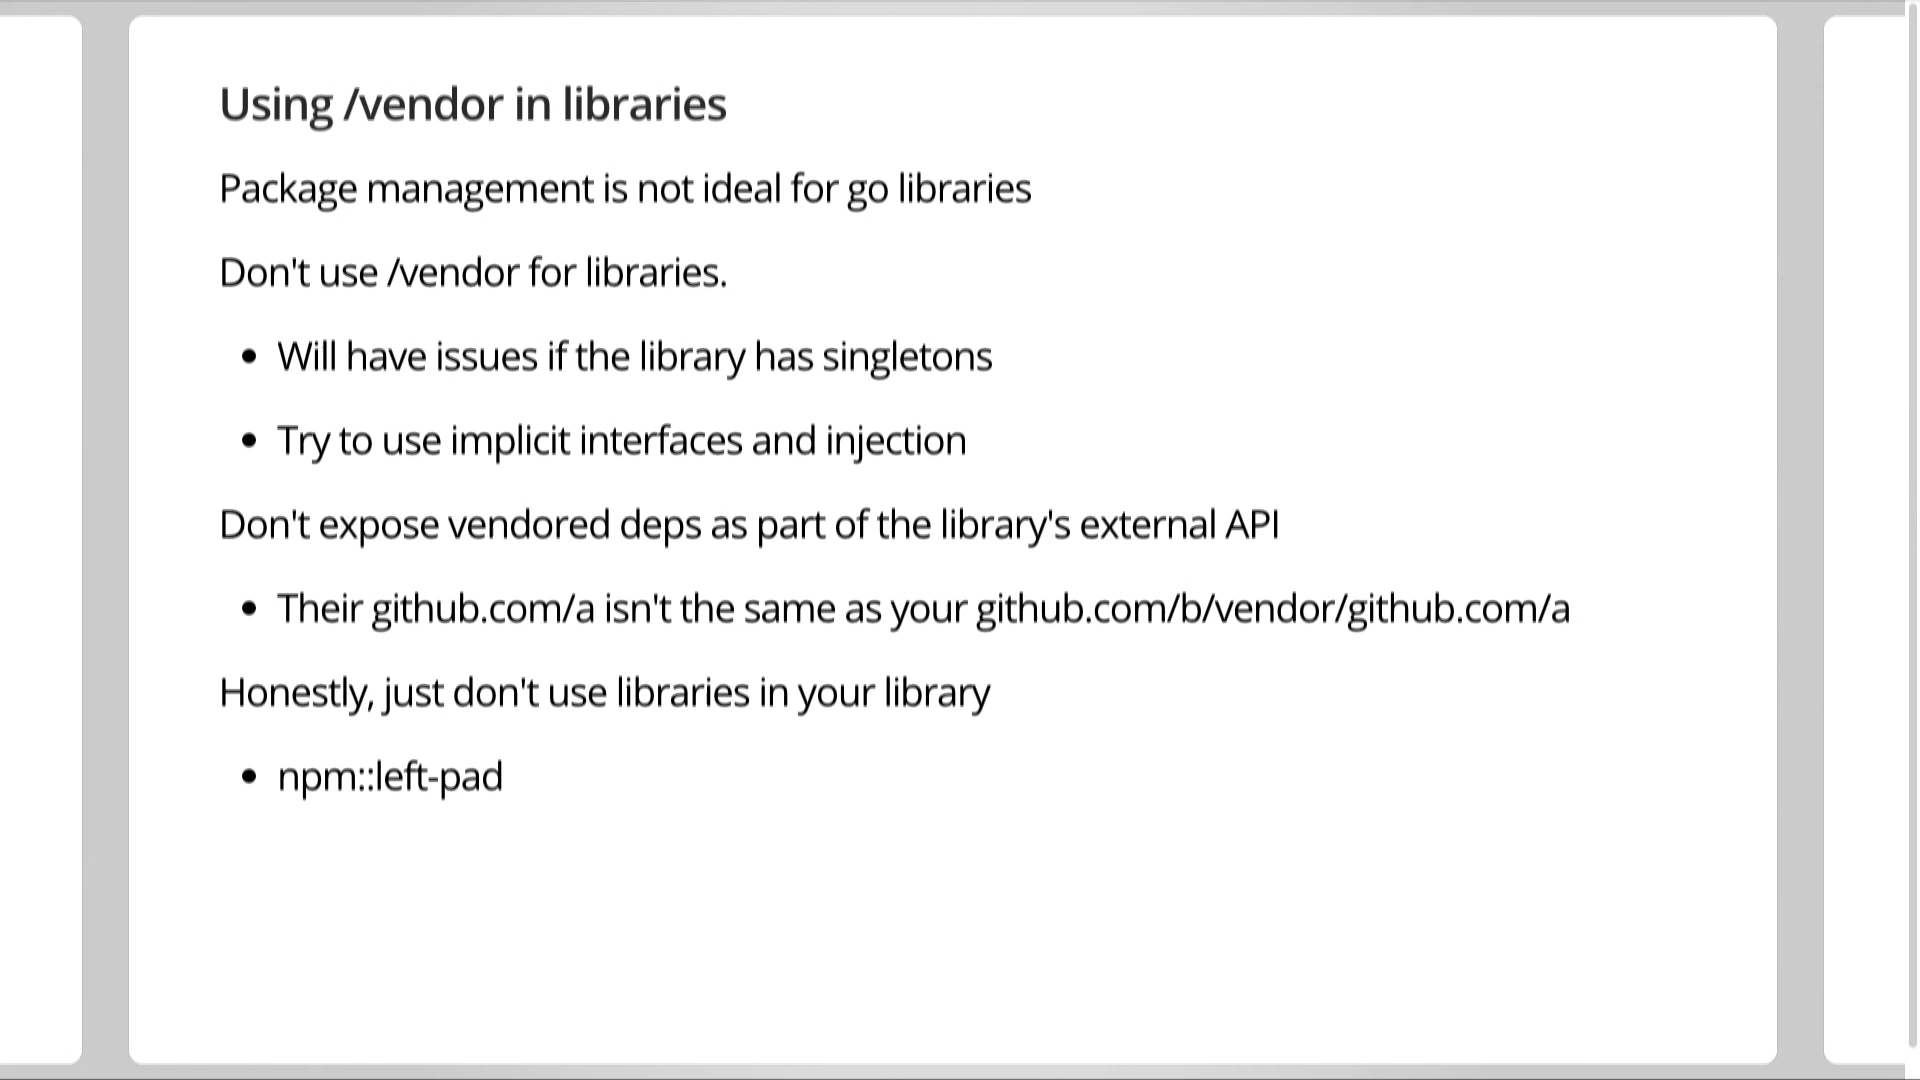 Using /vendor in libraries
Package management is not ideal for go libraries
Don't use /vendor for libraries.
• Will have issues if the library has singletons
• Try to use implicit interfaces and injection
Don't expose vendored deps as part of the library's external API
• Their github.com/a isn't the same as your github.com/b/vendor/github.com/a
Honestly, just don't use libraries in your library
• npm::left-pad